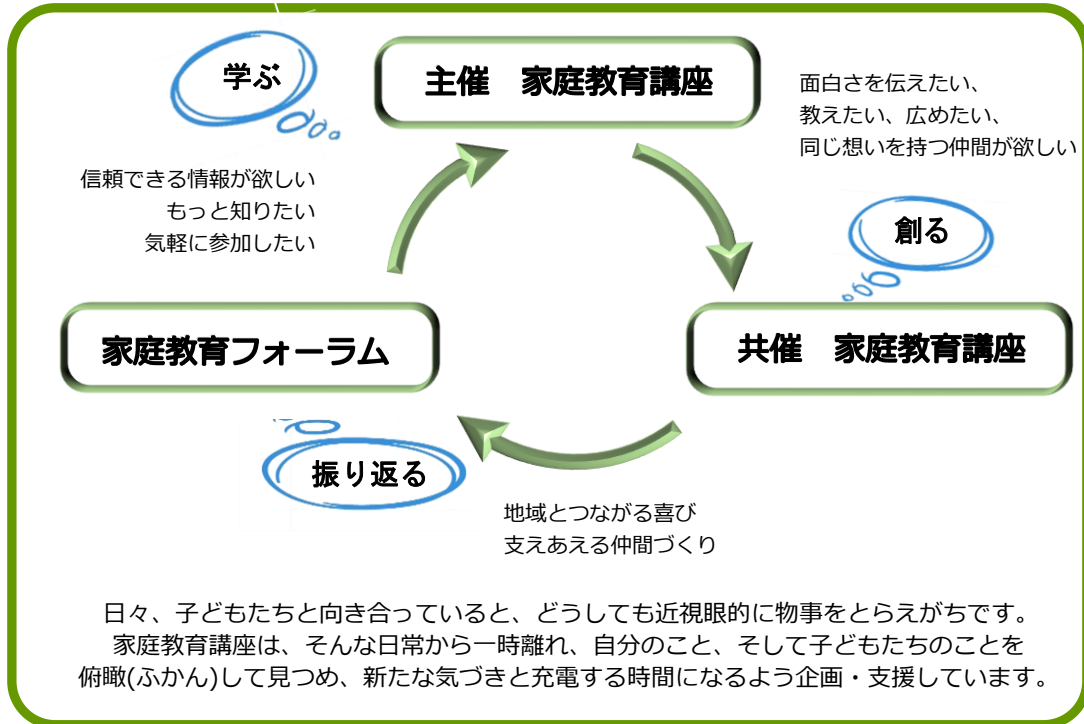 学ぶ
主催　家庭教育講座
面白さを伝えたい、
教えたい、広めたい、
同じ想いを持つ仲間が欲しい
信頼できる情報が欲しい
もっと知りたい
気軽に参加したい
創る
家庭教育フォーラム
共催　家庭教育講座
振り返る
地域とつながる喜び
支えあえる仲間づくり
日々、子どもたちと向き合っていると、どうしても近視眼的に物事をとらえがちです。
家庭教育講座は、そんな日常から一時離れ、自分のこと、そして子どもたちのことを
俯瞰(ふかん)して見つめ、新たな気づきと充電する時間になるよう企画・支援しています。